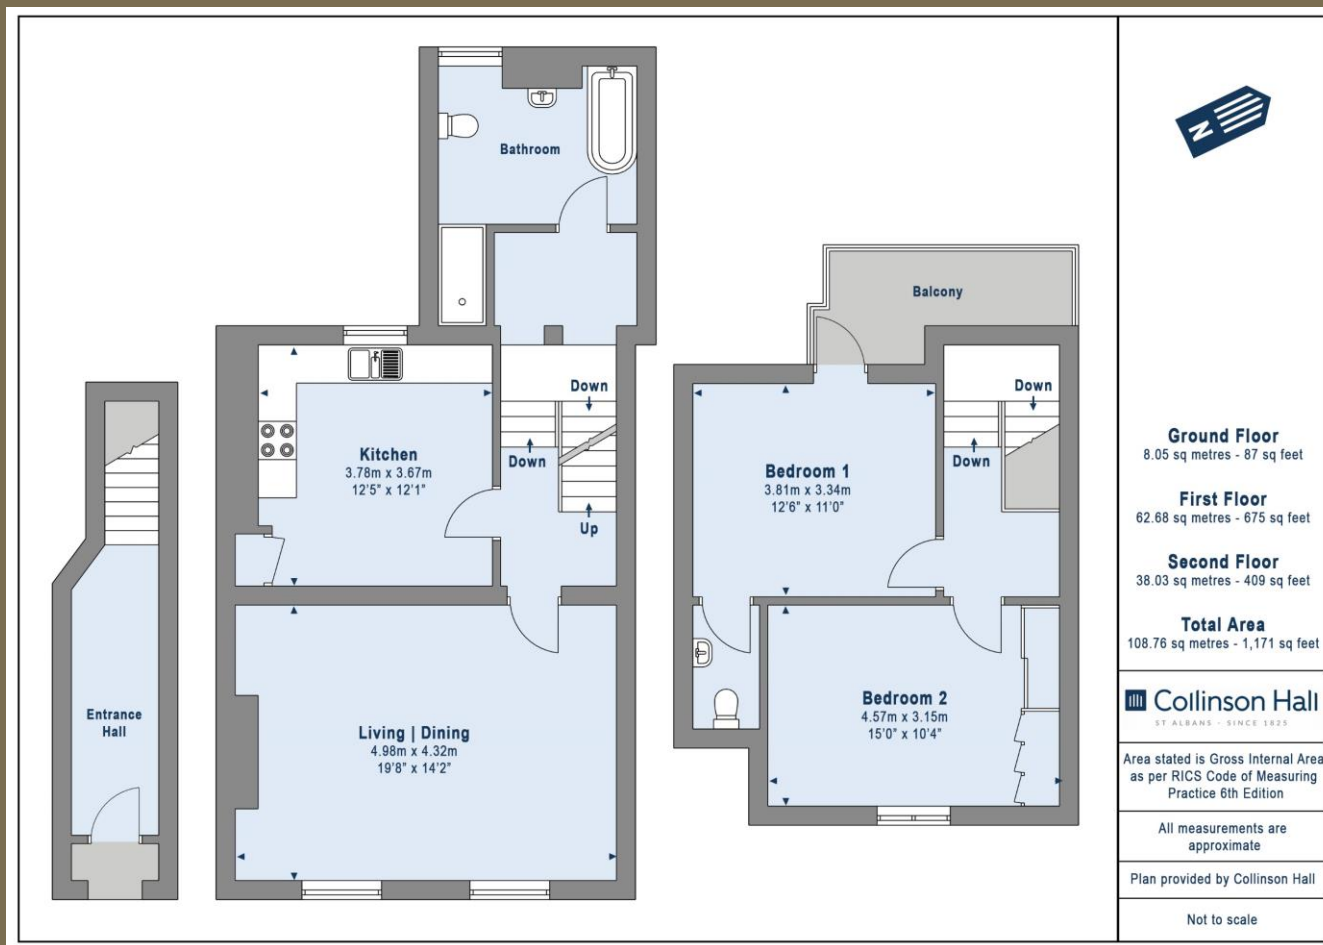 Bathroom
Balcony
Down
Down
Up
Kitchen
3.78m x 3.67m
12'5" x 12'1"
Down
Down
Bedroom 1
3.81m x 3.34m
12'6" x 11'0"
Entrance
Hall
Living | Dining
4.98m x 4.32m
19'8" x 14'2"
Bedroom 2
4.57m x 3.15m
15'0" x 10'4"
N
Ground Floor
8.05 sq metres - 87 sq feet
First Floor
62.68 sq metres - 675 sq feet
Second Floor
38.03 sq metres - 409 sq feet
Total Area
108.76 sq metres - 1,171 sq feet
Collinson Hall
ST ALBANS - SINCE 1825
Area stated is Gross Internal Area
as per RICS Code of Measuring
Practice 6th Edition
All measurements are
approximate
Plan provided by Collinson Hall
Not to scale